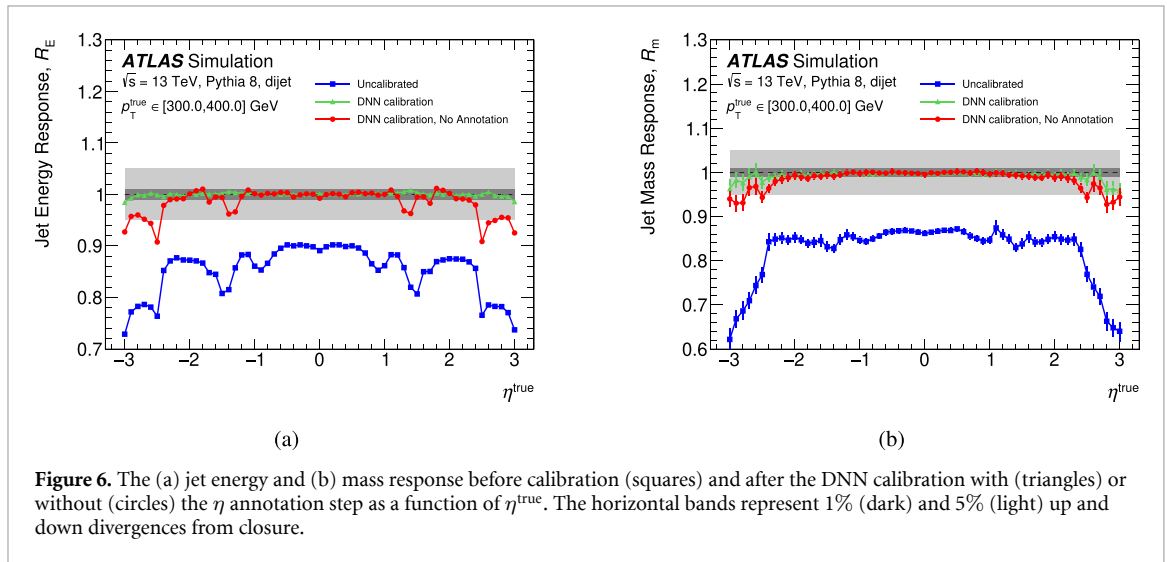 ATLAS Simulation
√s = 13 TeV, Pythia 8, dijet
p_T^true ∈ [300.0,400.0] GeV
Uncalibrated
DNN calibration
DNN calibration, No Annotation
Jet Energy Response, R_E
1.3
1.2
1.1
1
0.9
0.8
0.7
−3 −2 −1 0 1 2 3
η^true
(a)
ATLAS Simulation
√s = 13 TeV, Pythia 8, dijet
p_T^true ∈ [300.0,400.0] GeV
Uncalibrated
DNN calibration
DNN calibration, No Annotation
Jet Mass Response, R_m
1.3
1.2
1.1
1
0.9
0.8
0.7
0.6
−3 −2 −1 0 1 2 3
η^true
(b)
Figure 6. The (a) jet energy and (b) mass response before calibration (squares) and after the DNN calibration with (triangles) or
without (circles) the η annotation step as a function of η^true. The horizontal bands represent 1% (dark) and 5% (light) up and
down divergences from closure.